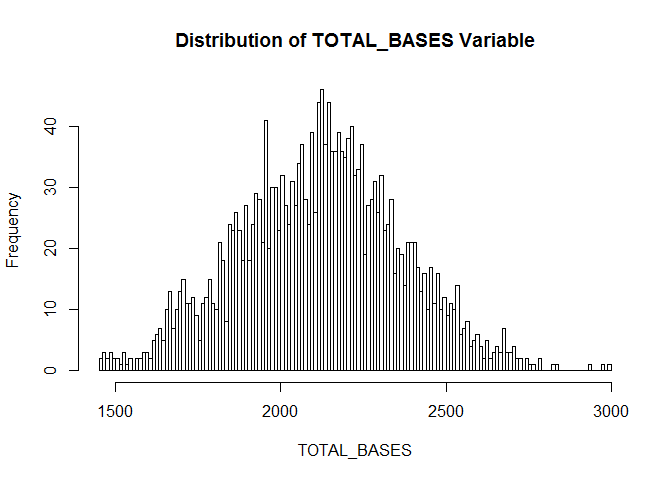 Distribution of TOTAL_BASES Variable
Frequency
40
30
20
10
0
1500 2000 2500 3000
TOTAL_BASES